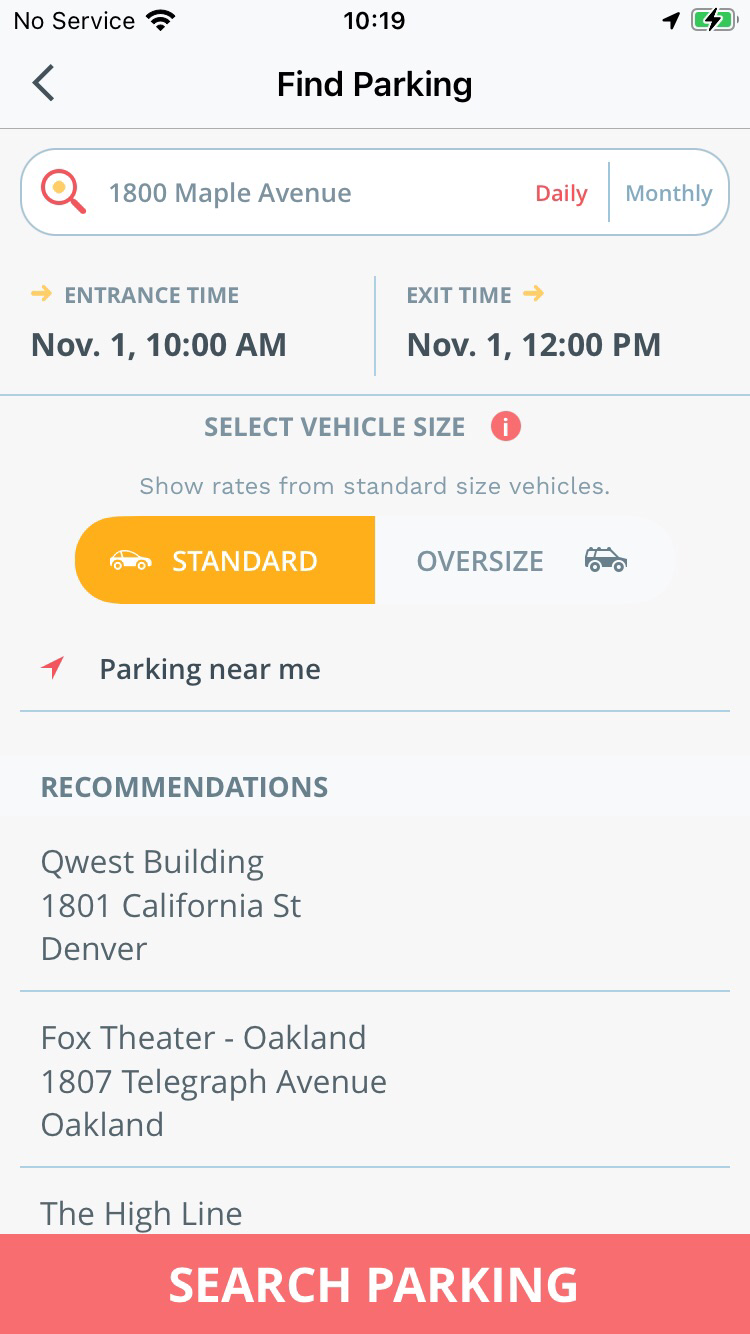 No Service 10:19
Find Parking
1800 Maple Avenue Daily Monthly
ENTRANCE TIME EXIT TIME
Nov. 1, 10:00 AM Nov. 1, 12:00 PM
SELECT VEHICLE SIZE i
Show rates from standard size vehicles.
STANDARD OVERSIZE
Parking near me
RECOMMENDATIONS
Qwest Building
1801 California St
Denver
Fox Theater - Oakland
1807 Telegraph Avenue
Oakland
The High Line
SEARCH PARKING